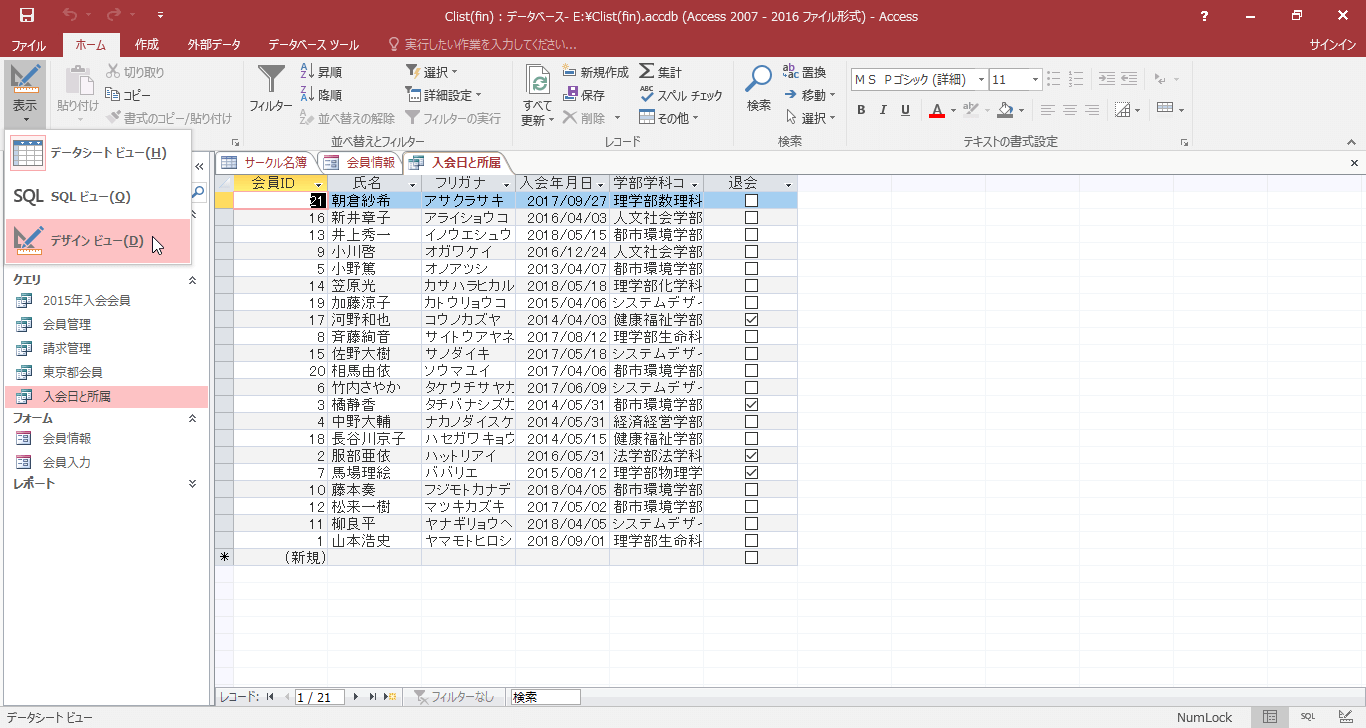 Clist(fin) : データベース- E:¥Clist(fin).accdb (Access 2007 - 2016 ファイル形式) - Access
?
ファイル ホーム 作成 外部データ データベース ツール 実行したい作業を入力してください... サインイン
表示
貼り付け
切り取り
コピー
書式のコピー/貼り付け
フィルター
昇順
降順
並べ替えの解除
選択
詳細設定
フィルターの実行
並べ替えとフィルター
すべて
更新
新規作成
保存
削除
集計
スペル チェック
その他
レコード
検索
置換
移動
選択
検索
MS Pゴシック (詳細) 11
B I U A
テキストの書式設定
データシート ビュー(H)
SQL SQL ビュー(Q)
デザイン ビュー(D)
クエリ
2015年入会会員
会員管理
請求管理
東京都会員
入会日と所属
フォーム
会員情報
会員入力
レポート
サークル名簿 会員情報 入会日と所属
会員ID 氏名 フリガナ 入会年月日 学部学科コ 退会
21 朝倉紗希 アサクラサキ 2017/09/27 理学部数理科
16 新井章子 アライショウコ 2016/04/03 人文社会学部
13 井上秀一 イノウエシュウ 2018/05/15 都市環境学部
9 小川啓 オガワケイ 2016/12/24 人文社会学部
5 小野篤 オノアツシ 2013/04/07 都市環境学部
14 笠原光 カサハラヒカル 2018/05/18 理学部化学科
19 加藤涼子 カトウリョウコ 2015/04/06 システムデザイ
17 河野和也 コウノカズヤ 2014/04/03 健康福祉学部
8 斉藤絢音 サイトウアヤネ 2017/08/12 理学部生命科
15 佐野大樹 サノダイキ 2017/05/18 システムデザイ
20 相馬由依 ソウマユイ 2017/04/06 都市環境学部
6 竹内さやか タケウチサヤカ 2017/06/09 システムデザイ
3 橘静香 タチバナシズカ 2014/05/31 都市環境学部
4 中野大輔 ナカノダイスケ 2014/05/31 経済経営学部
18 長谷川京子 ハセガワキョウ 2014/05/15 健康福祉学部
2 服部亜依 ハットリアイ 2016/05/31 法学部法学科
7 馬場理絵 ババリエ 2015/08/12 理学部物理学
10 藤本奏 フジモトカナデ 2018/04/05 都市環境学部
12 松来一樹 マツキカズキ 2017/05/02 都市環境学部
11 柳良平 ヤナギリョウヘ 2018/04/05 システムデザイ
1 山本浩史 ヤマモトヒロシ 2018/09/01 理学部生命科
* (新規)
レコード: 1 / 21 フィルターなし 検索
データシート ビュー NumLock SQL